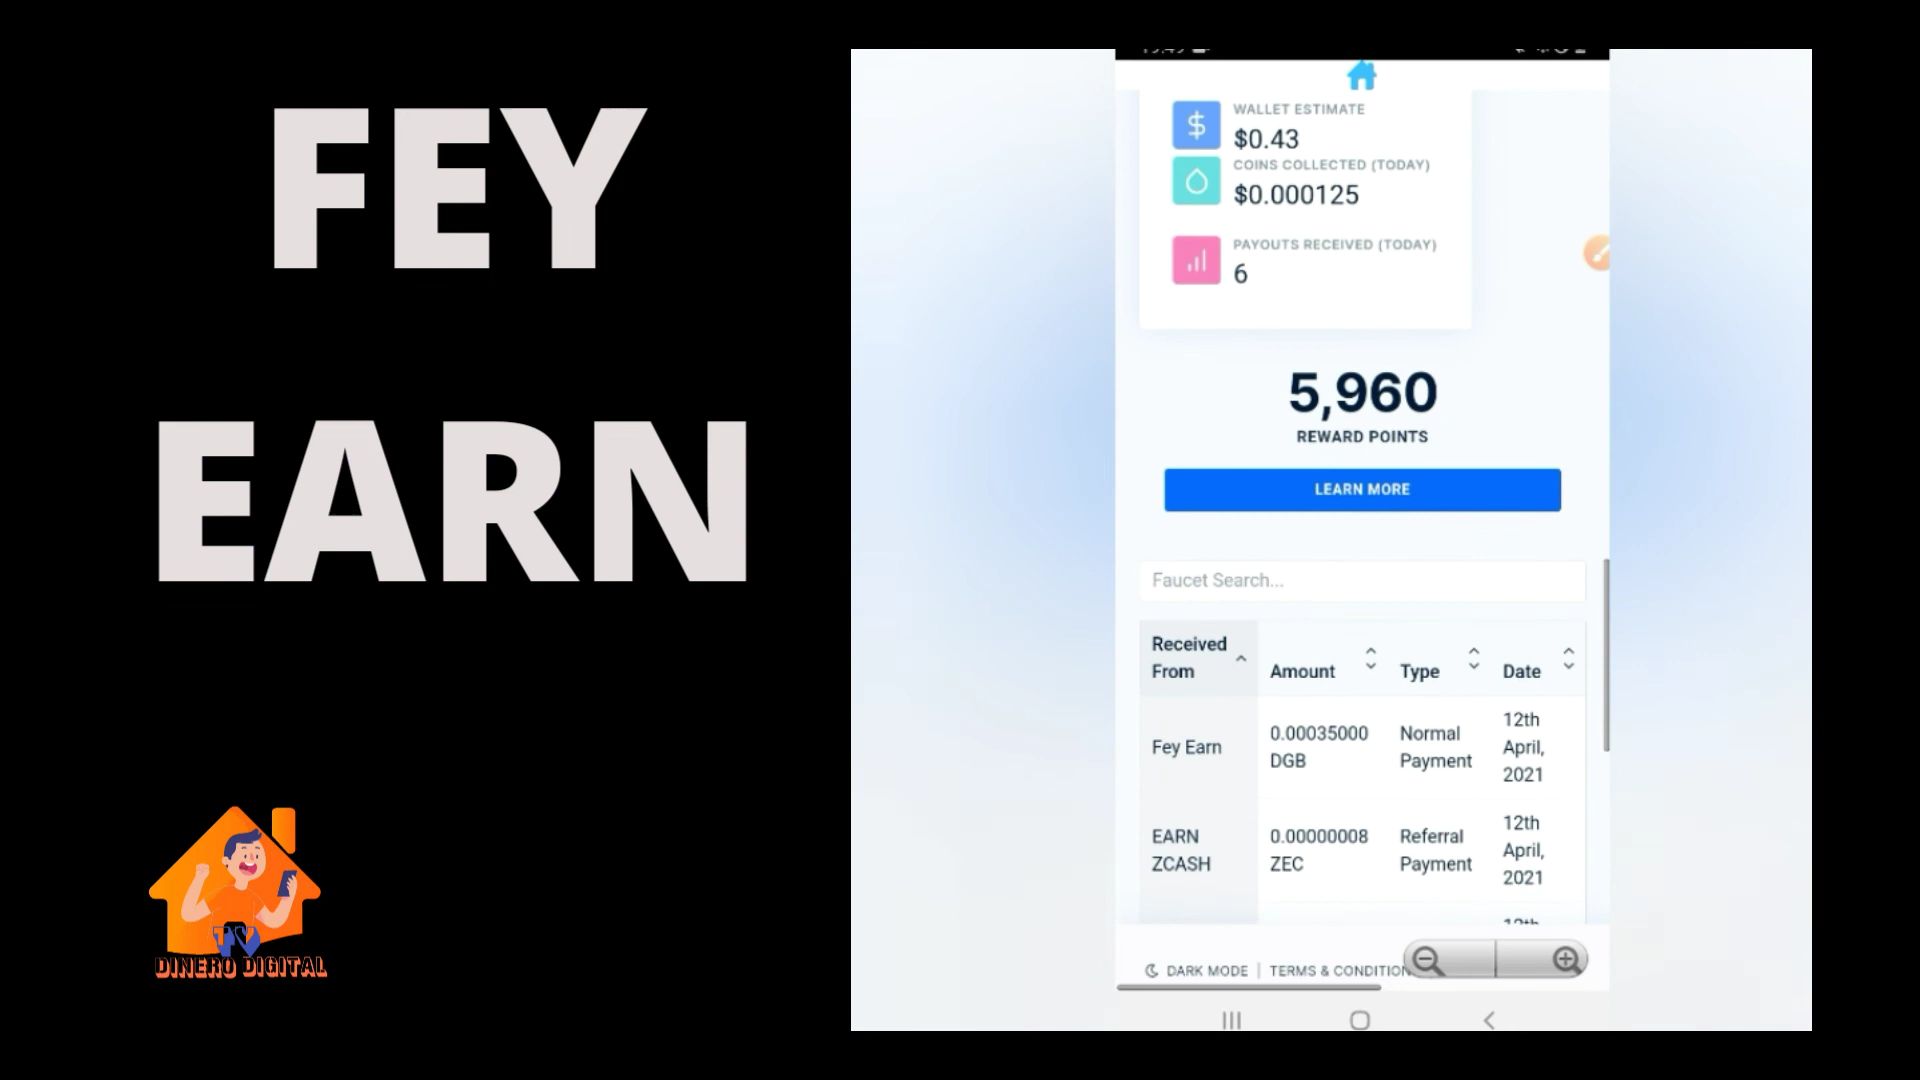 FEY
EARN
TV
DINERO DIGITAL
WALLET ESTIMATE
$0.43
COINS COLLECTED (TODAY)
$0.000125
PAYOUTS RECEIVED (TODAY)
6
5,960
REWARD POINTS
LEARN MORE
Faucet Search...
Received From Amount Type Date
Fey Earn 0.00035000 DGB Normal Payment 12th April, 2021
EARN ZCASH 0.00000008 ZEC Referral Payment 12th April, 2021
DARK MODE | TERMS & CONDITION